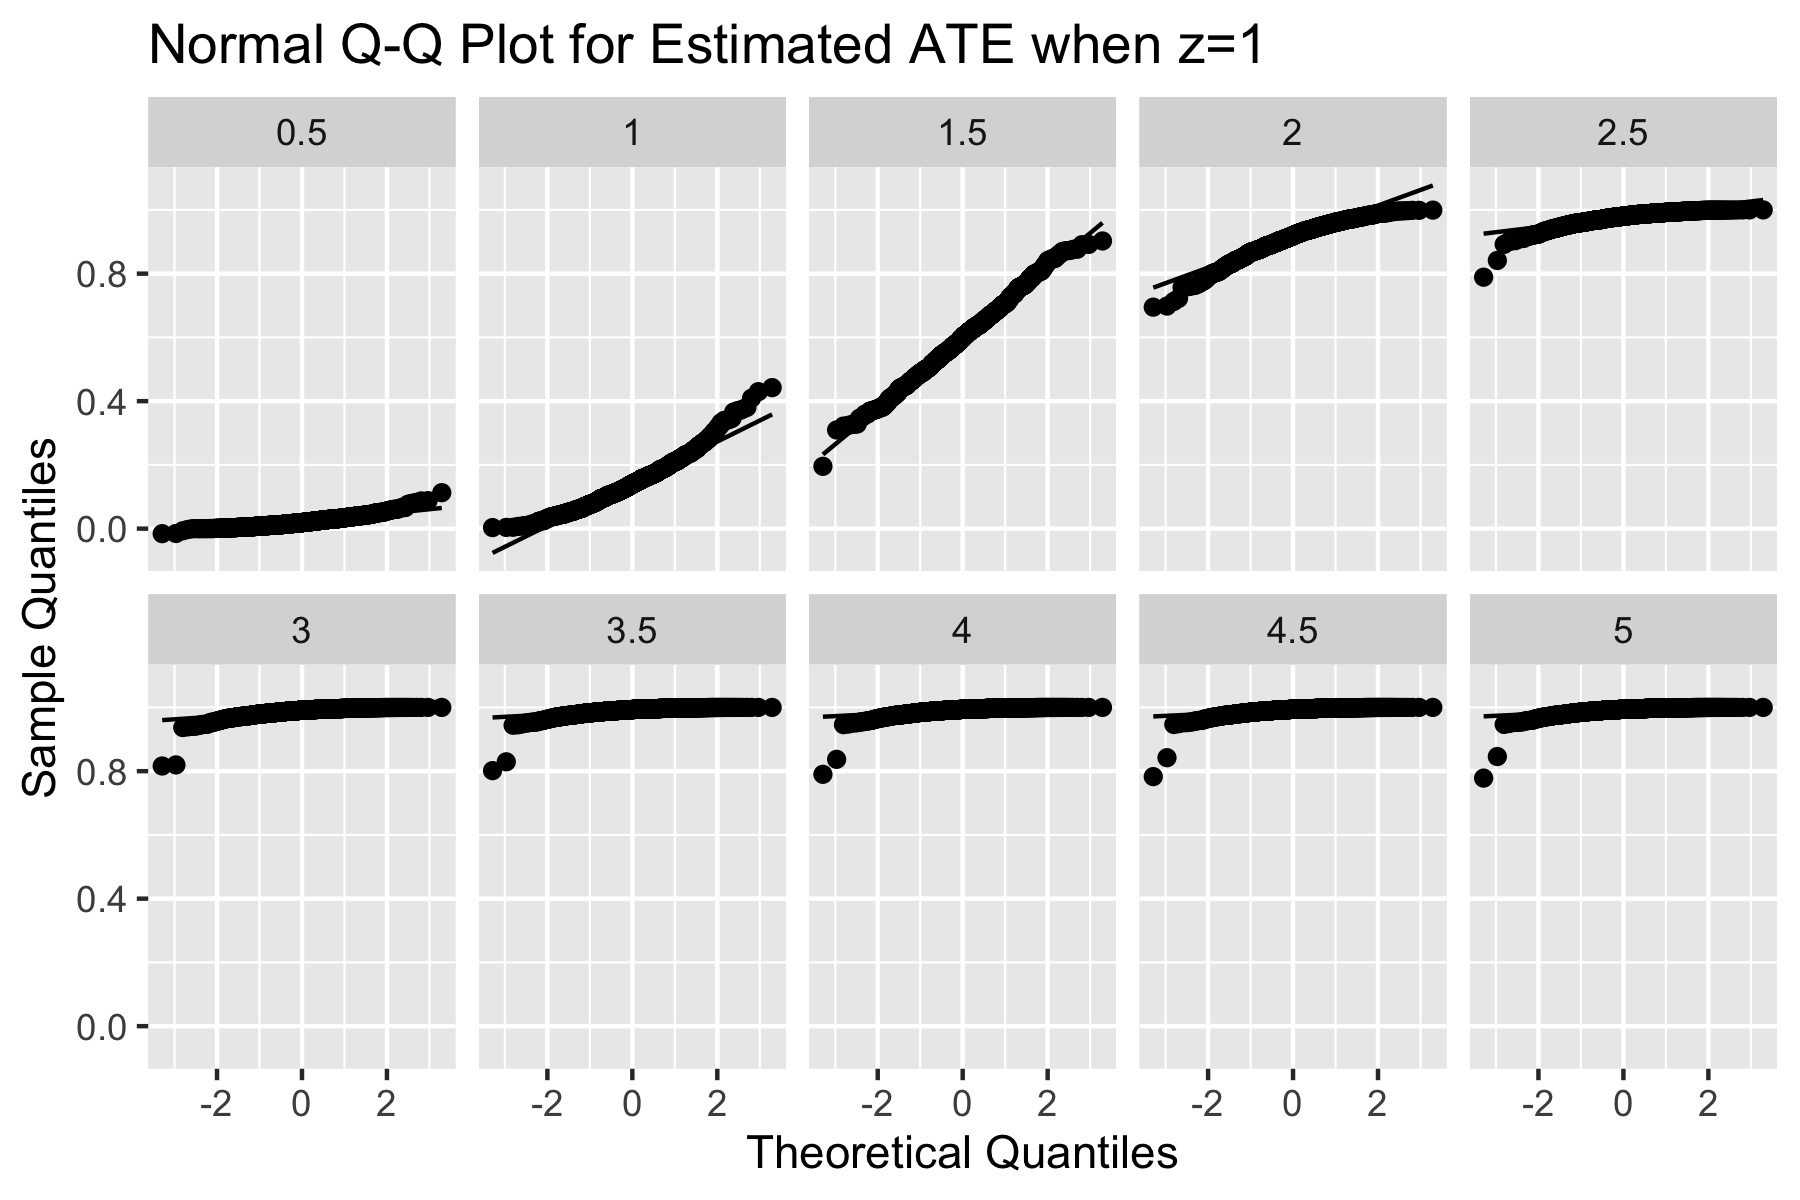 Normal Q-Q Plot for Estimated ATE when z=1
0.5 1 1.5 2 2.5
0.8
0.4
0.0
3 3.5 4 4.5 5
0.8
0.4
0.0
-2 0 2 -2 0 2 -2 0 2 -2 0 2 -2 0 2
Theoretical Quantiles
Sample Quantiles